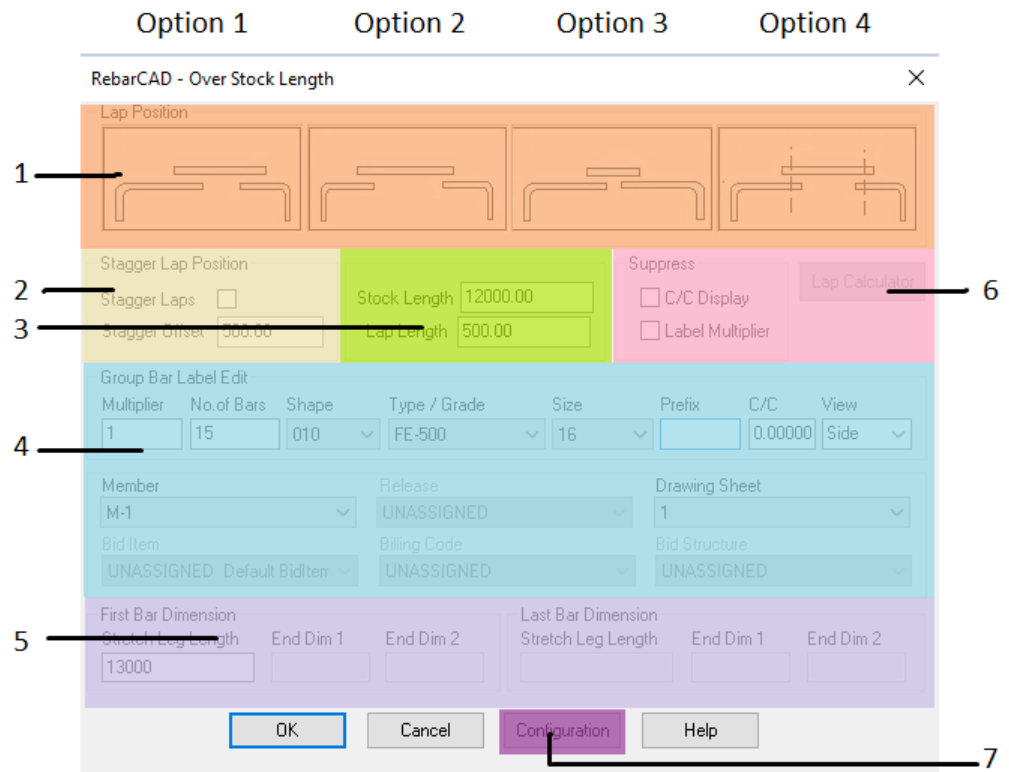 Option 1 Option 2 Option 3 Option 4
RebarCAD - Over Stock Length
Lap Position
1
Stagger Lap Position Suppress
Lap Calculator
2 Stagger Laps Stock Length 12000.00 C/C Display 6
3 Stagger Offset 500.00 Lap Length 500.00 Label Multiplier
Group Bar Label Edit
Multiplier No.of Bars Shape Type / Grade Size Prefix C/C View
1 15 010 FE-500 16 0.00000 Side
4
Member Release Drawing Sheet
M-1 UNASSIGNED 1
Bid Item Billing Code Bid Structure
UNASSIGNED Default BidItem UNASSIGNED UNASSIGNED
First Bar Dimension Last Bar Dimension
5 Stretch Leg Length End Dim 1 End Dim 2 Stretch Leg Length End Dim 1 End Dim 2
13000
OK Cancel Configuration Help
7